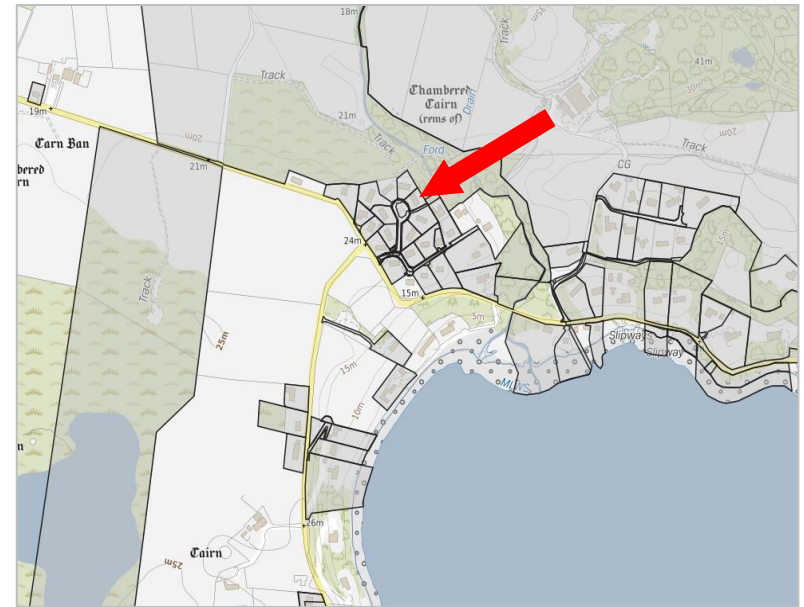 18m
Track
41m
30m
Track
Chambered
Cairn
(rems of)
Drain
19m
20m
21m
Track
Ford
Track
20m
Carn Ban
21m
CG
bered
rn
15m
24m
Track
15m
5m
25m
Slipway
Slipway
15m
MLWS
10m
n
26m
Cairn
25m